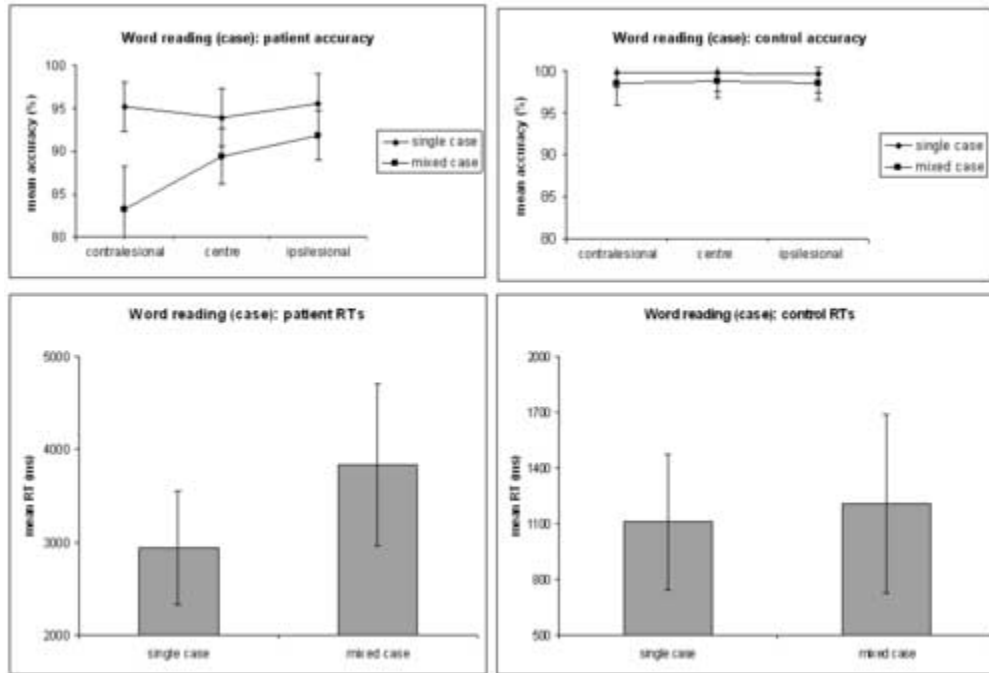 Word reading (case): patient accuracy
mean accuracy (%)
100
95
90
85
80
contralesional
centre
ipsilesional
single case
mixed case
Word reading (case): control accuracy
mean accuracy (%)
100
95
90
85
80
contralesional
centre
ipsilesional
single case
mixed case
Word reading (case): patient RTs
mean RT (ms)
5000
4000
3000
2000
single case
mixed case
Word reading (case): control RTs
mean RT (ms)
2000
1700
1400
1100
800
500
single case
mixed case